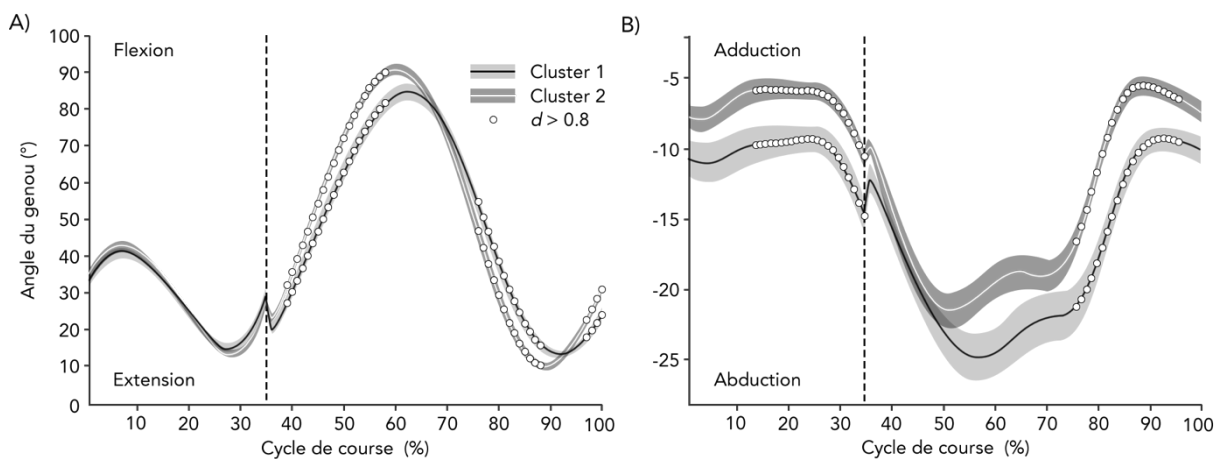 A)
Flexion
Extension
Cluster 1
Cluster 2
d > 0.8
Angle du genou (°)
100
90
80
70
60
50
40
30
20
10
0
10 20 30 40 50 60 70 80 90 100
Cycle de course (%)
B)
Adduction
Abduction
-5
-10
-15
-20
-25
10 20 30 40 50 60 70 80 90 100
Cycle de course (%)